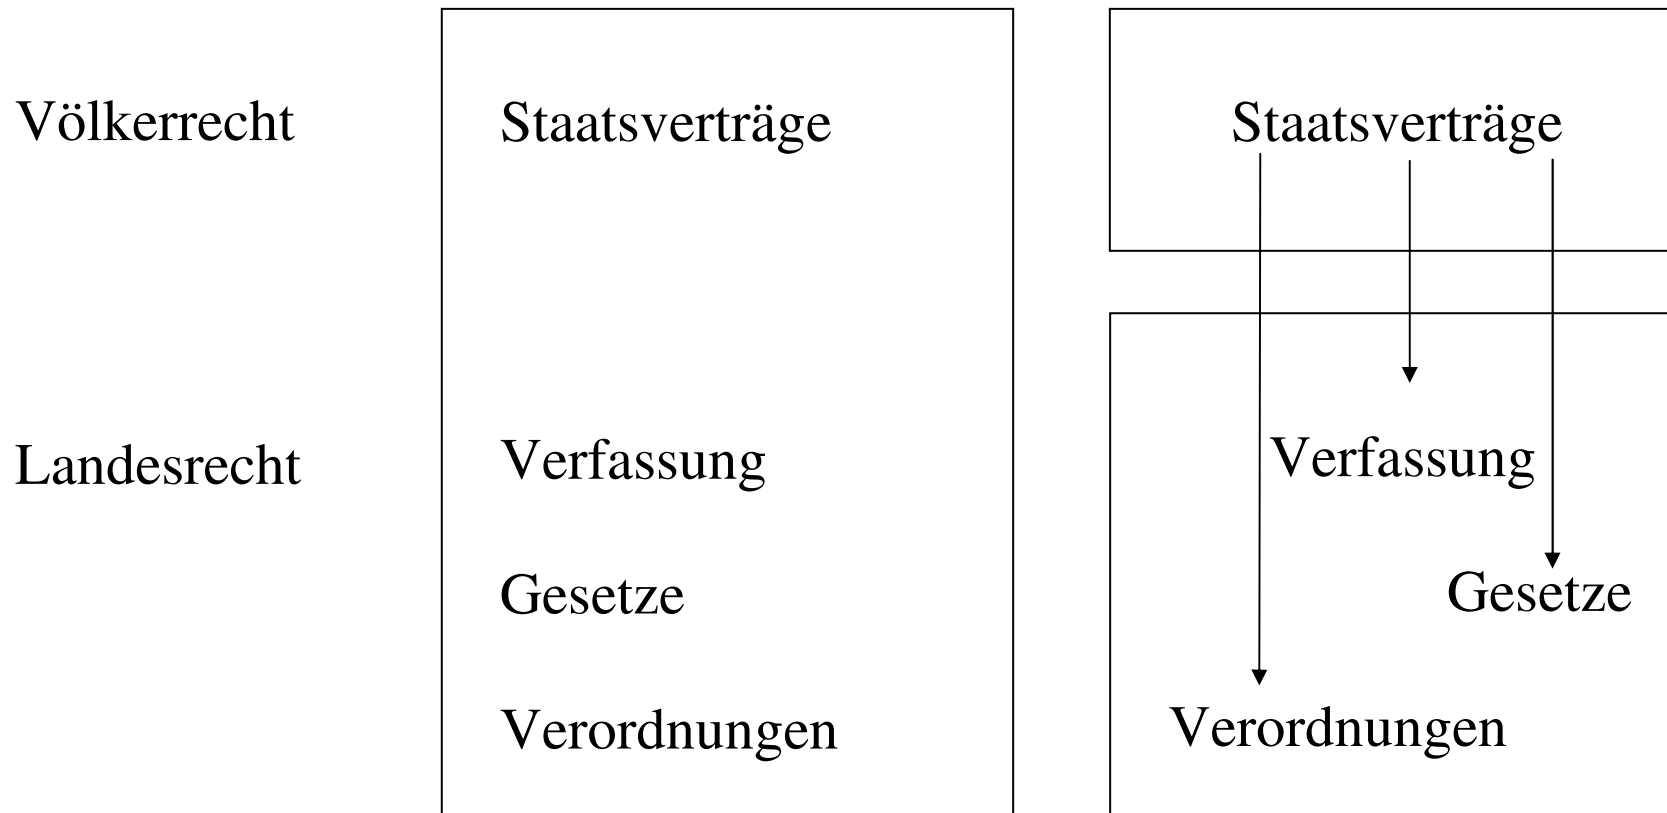 Völkerrecht Staatsverträge Staatsverträge
Landesrecht Verfassung Verfassung
Gesetze Gesetze
Verordnungen Verordnungen